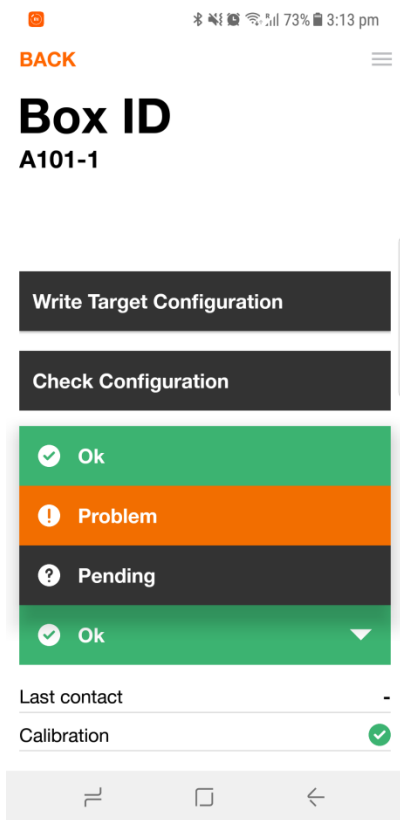 73% 3:13 pm
BACK
Box ID
A101-1
Write Target Configuration
Check Configuration
Ok
Problem
Pending
Ok
Last contact -
Calibration